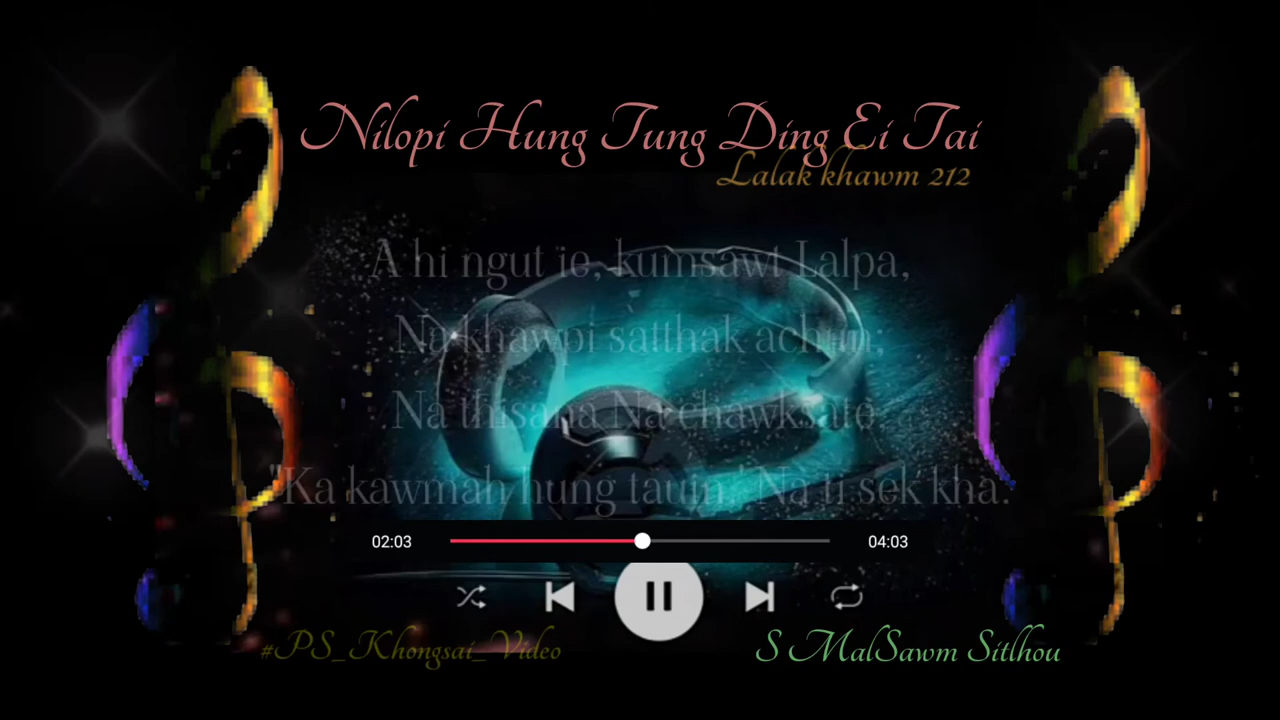 Nilopi Hung Tung Ding Ei Tai
Lalak khawm 212
A hi ngut ie, kumsawt Lalpa,
Na khawpi satthak achun;
Na thisana Na chawksate,
"Ka kawmah hung tauin," Na ti sek kha.
02:03 04:03
#PS_Khongsai_Video
S MalSawm Sitlhou